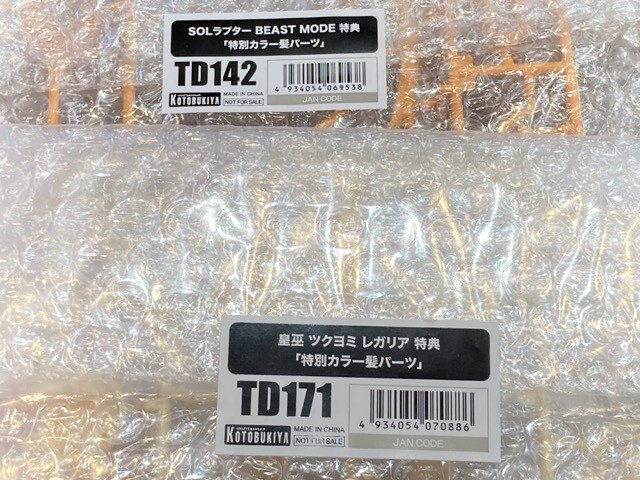 SOLラプター BEAST MODE 特典
「特別カラー髪パーツ」
TD142
4 934054 069538
KOTOBUKIYA
MADE IN CHINA
NOT FOR SALE
JAN CODE
皇巫 ツクヨミ レガリア 特典
「特別カラー髪パーツ」
TD171
4 934054 070886
KOTOBUKIYA
MADE IN CHINA
NOT FOR SALE
JAN CODE